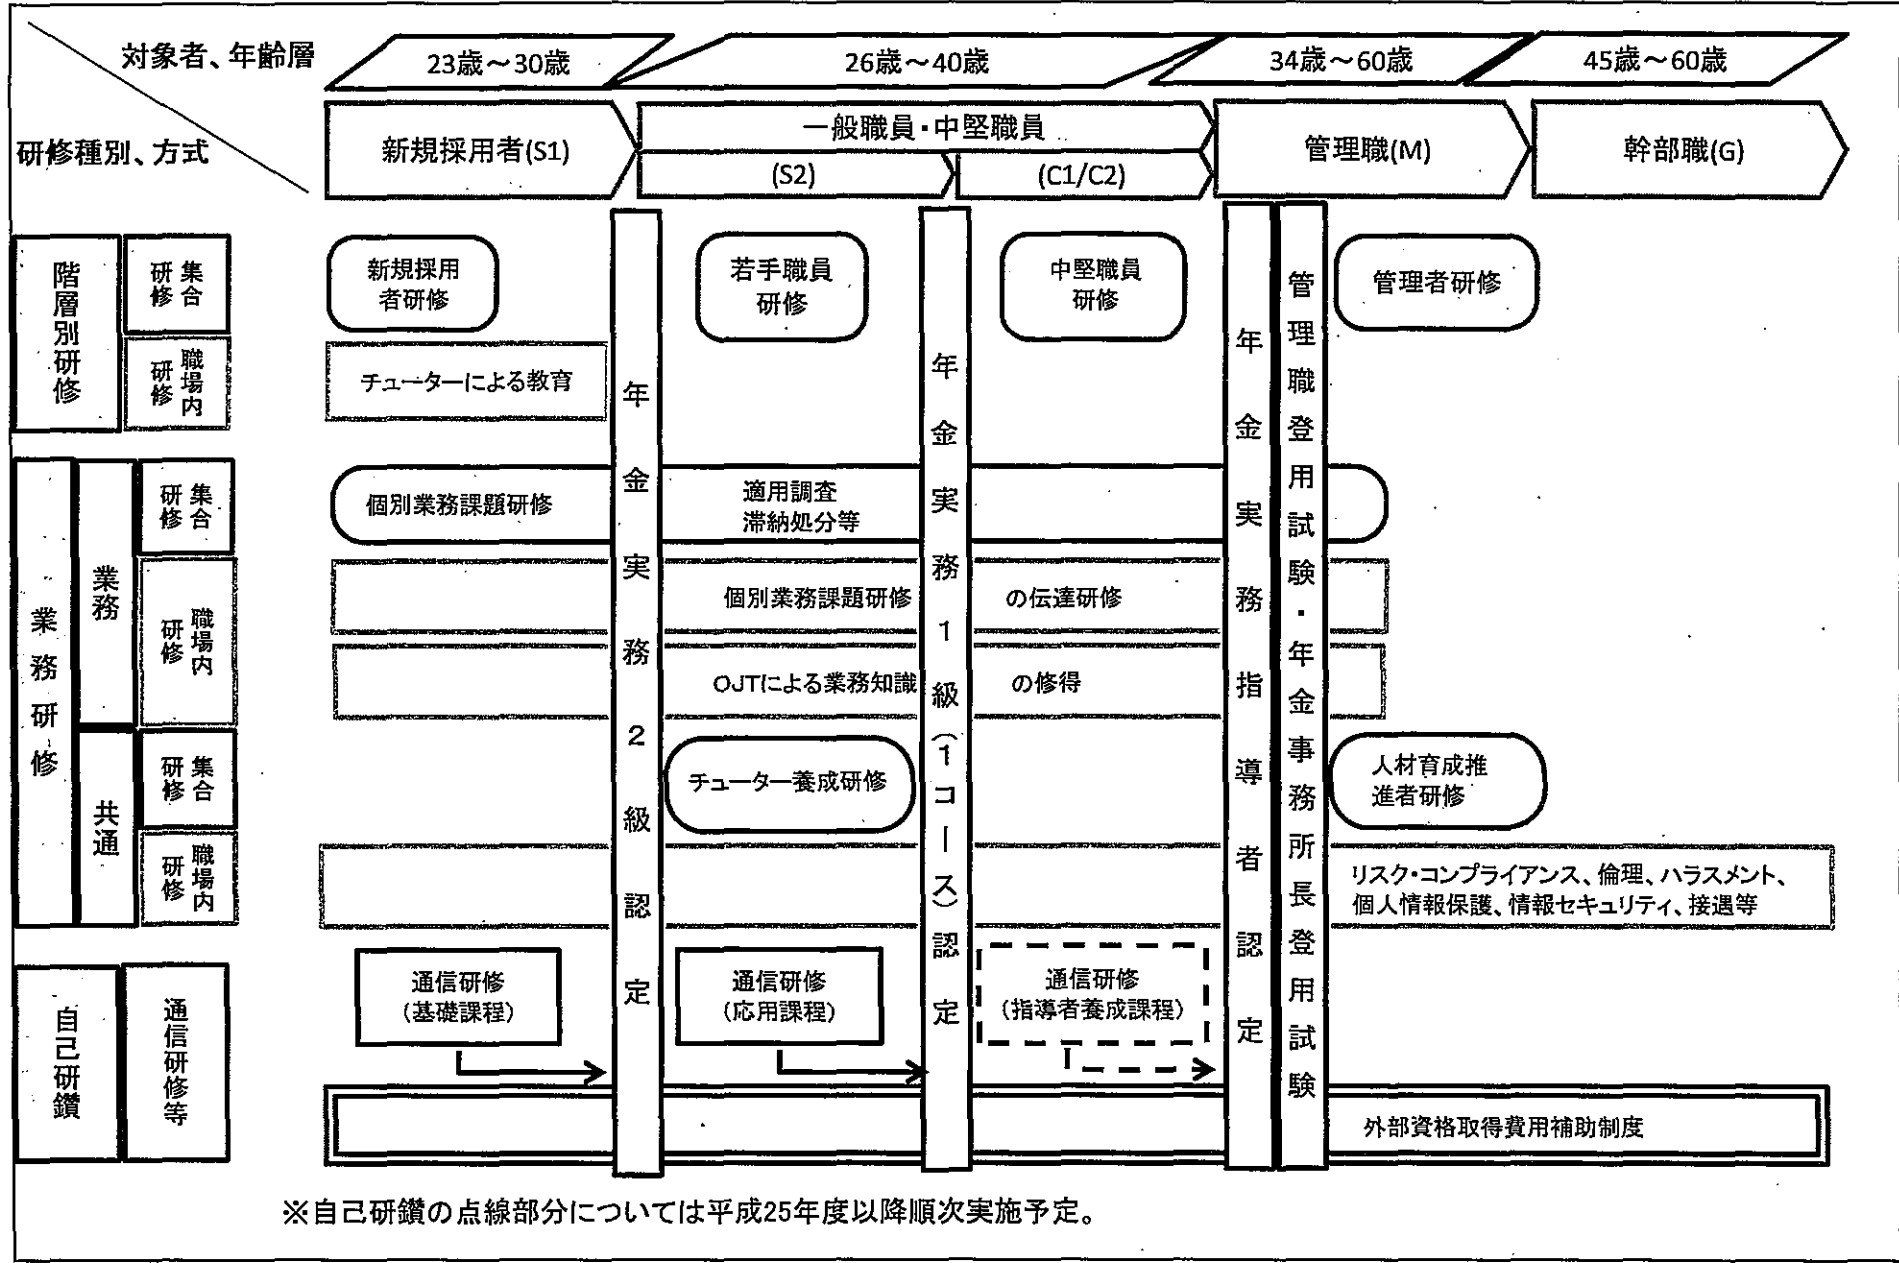 対象者、年齢層
23歳～30歳
26歳～40歳
34歳～60歳
45歳～60歳
研修種別、方式
新規採用者(S1)
一般職員・中堅職員
(S2)
(C1/C2)
管理職(M)
幹部職(G)
階層別研修
集合
研修
職場内
研修
新規採用
者研修
若手職員
研修
中堅職員
研修
管理者研修
チューターによる教育
年金実務2級認定
年金実務1級(1コース)認定
年金実務指導者認定
管理職登用試験・年金事務所長登用試験
業務研修
業務
集合
研修
個別業務課題研修
適用調査
滞納処分等
職場内
研修
個別業務課題研修
の伝達研修
OJTによる業務知識
の修得
共通
集合
研修
チューター養成研修
人材育成推
進者研修
職場内
研修
リスク・コンプライアンス、倫理、ハラスメント、
個人情報保護、情報セキュリティ、接遇等
自己研鑽
通信研修等
通信研修
(基礎課程)
通信研修
(応用課程)
通信研修
(指導者養成課程)
外部資格取得費用補助制度
※自己研鑽の点線部分については平成25年度以降順次実施予定。